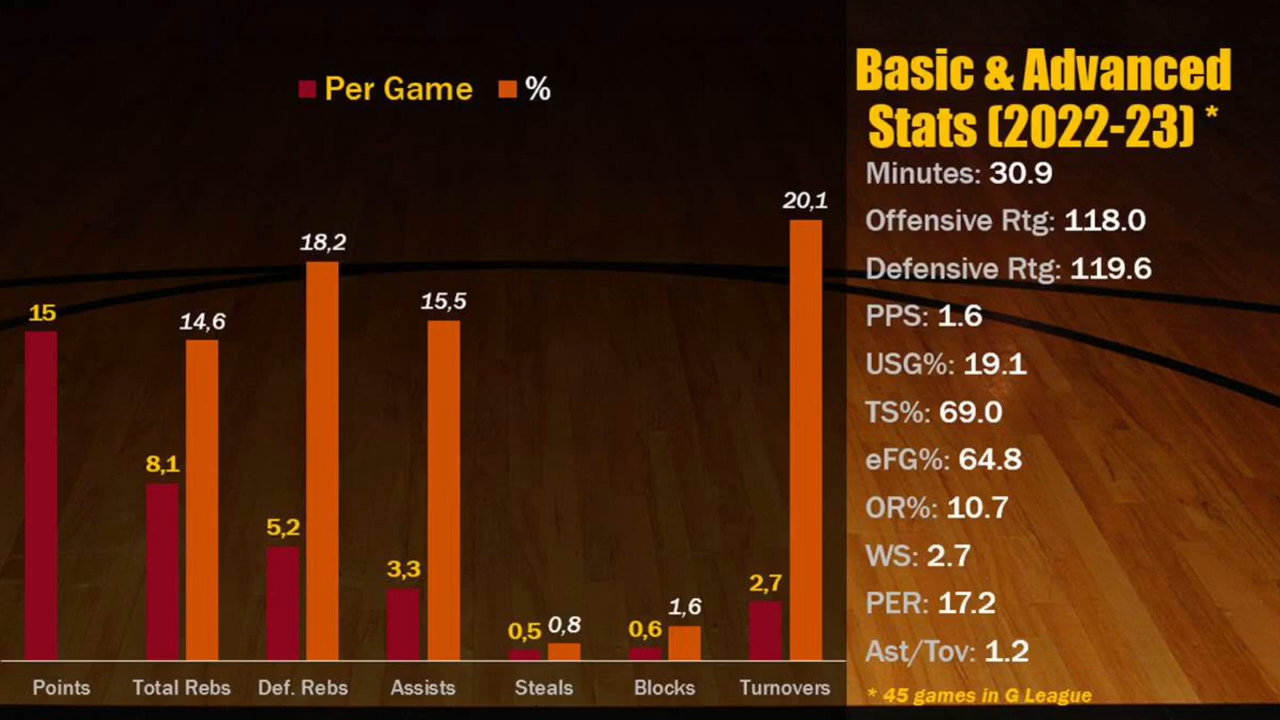 Per Game %
Basic & Advanced
Stats (2022-23) *
Minutes: 30.9
Offensive Rtg: 118.0
Defensive Rtg: 119.6
PPS: 1.6
USG%: 19.1
TS%: 69.0
eFG%: 64.8
OR%: 10.7
WS: 2.7
PER: 17.2
Ast/Tov: 1.2
* 45 games in G League
20,1
18,2
15,5
15
14,6
8,1
5,2
3,3
2,7
1,6
0,5 0,8 0,6
Points Total Rebs Def. Rebs Assists Steals Blocks Turnovers